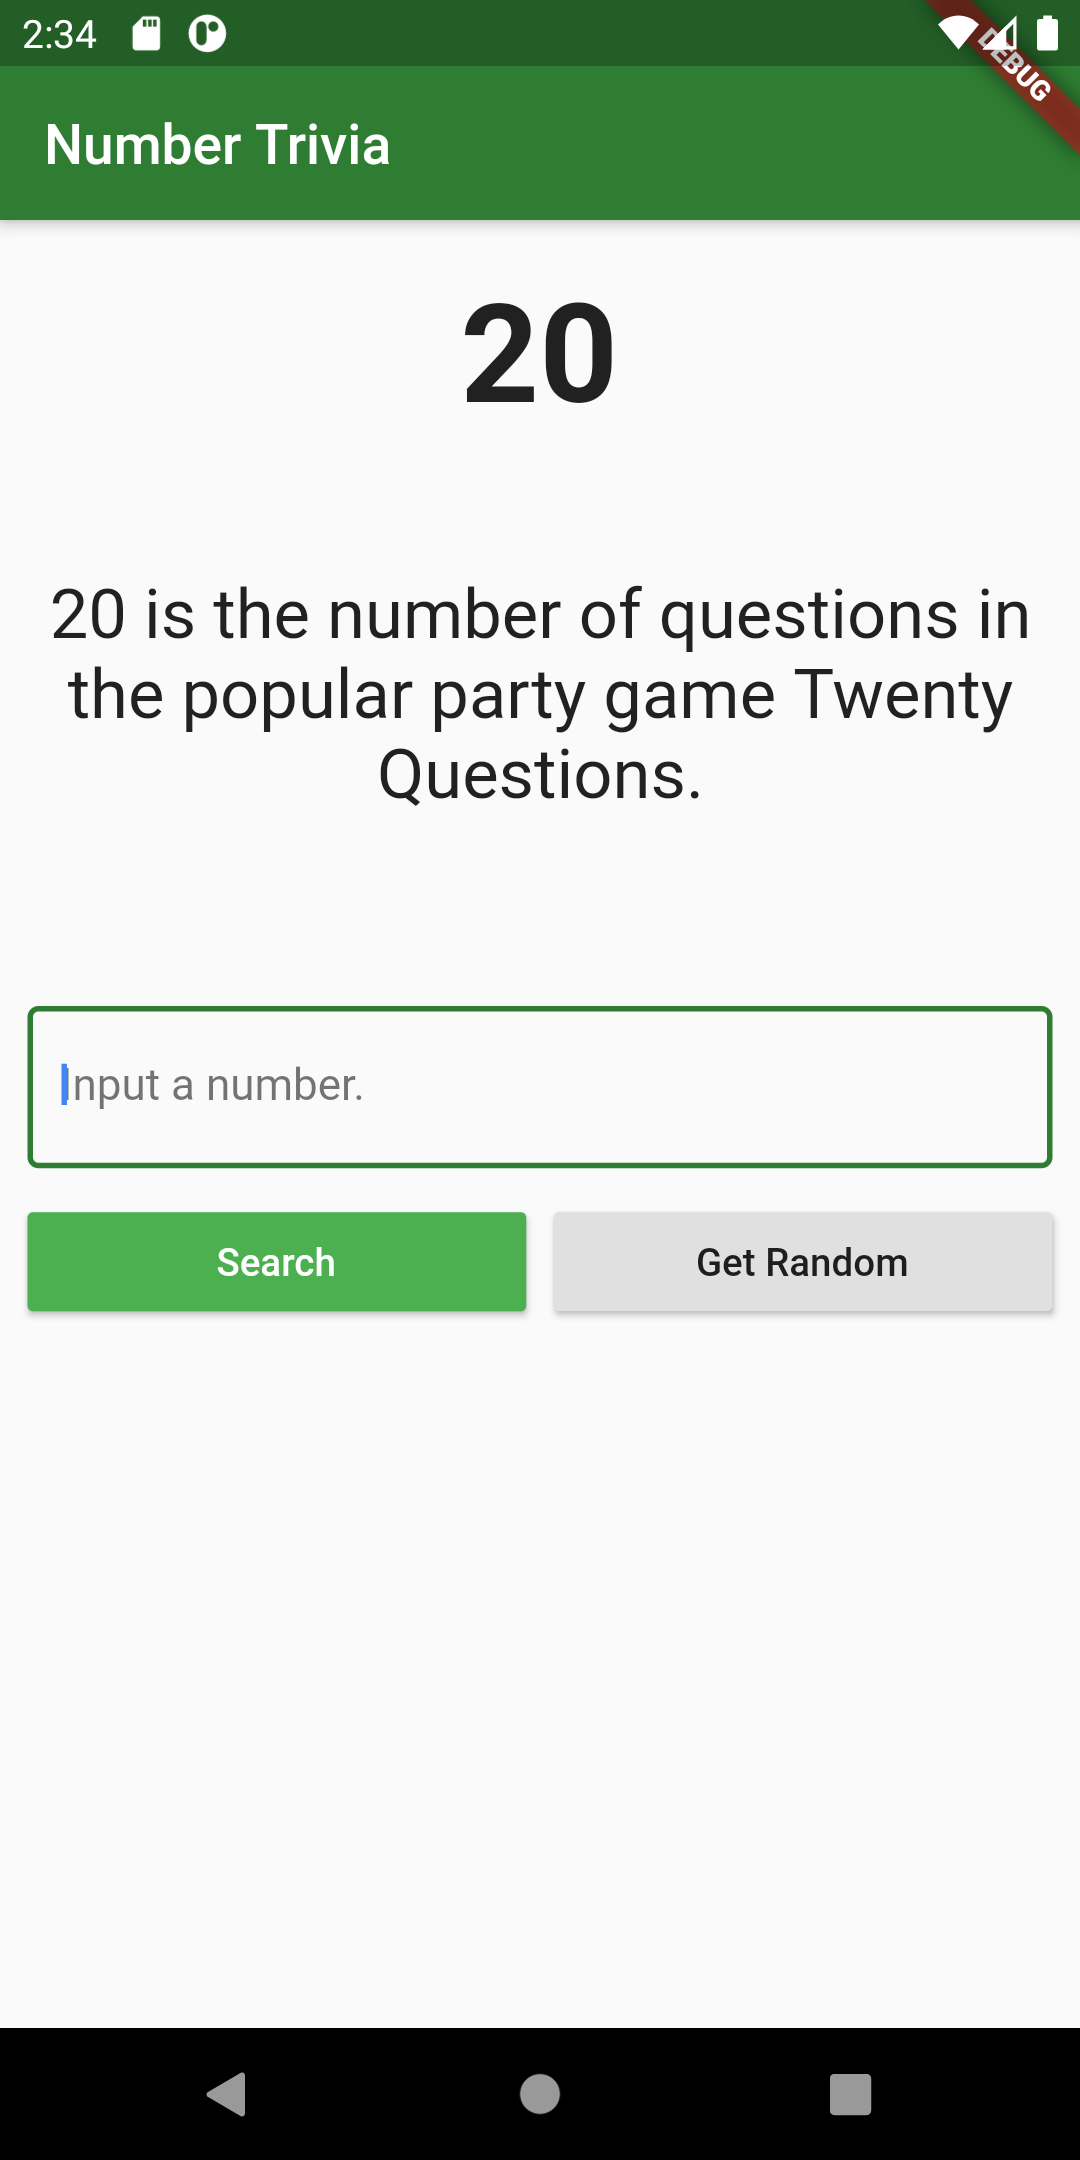 2:34
DEBUG
Number Trivia
20
20 is the number of questions in
the popular party game Twenty
Questions.
Input a number.
Search
Get Random